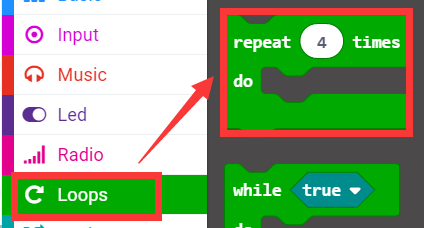 Input
Music
Led
Radio
Loops
repeat 4 times
do
while true